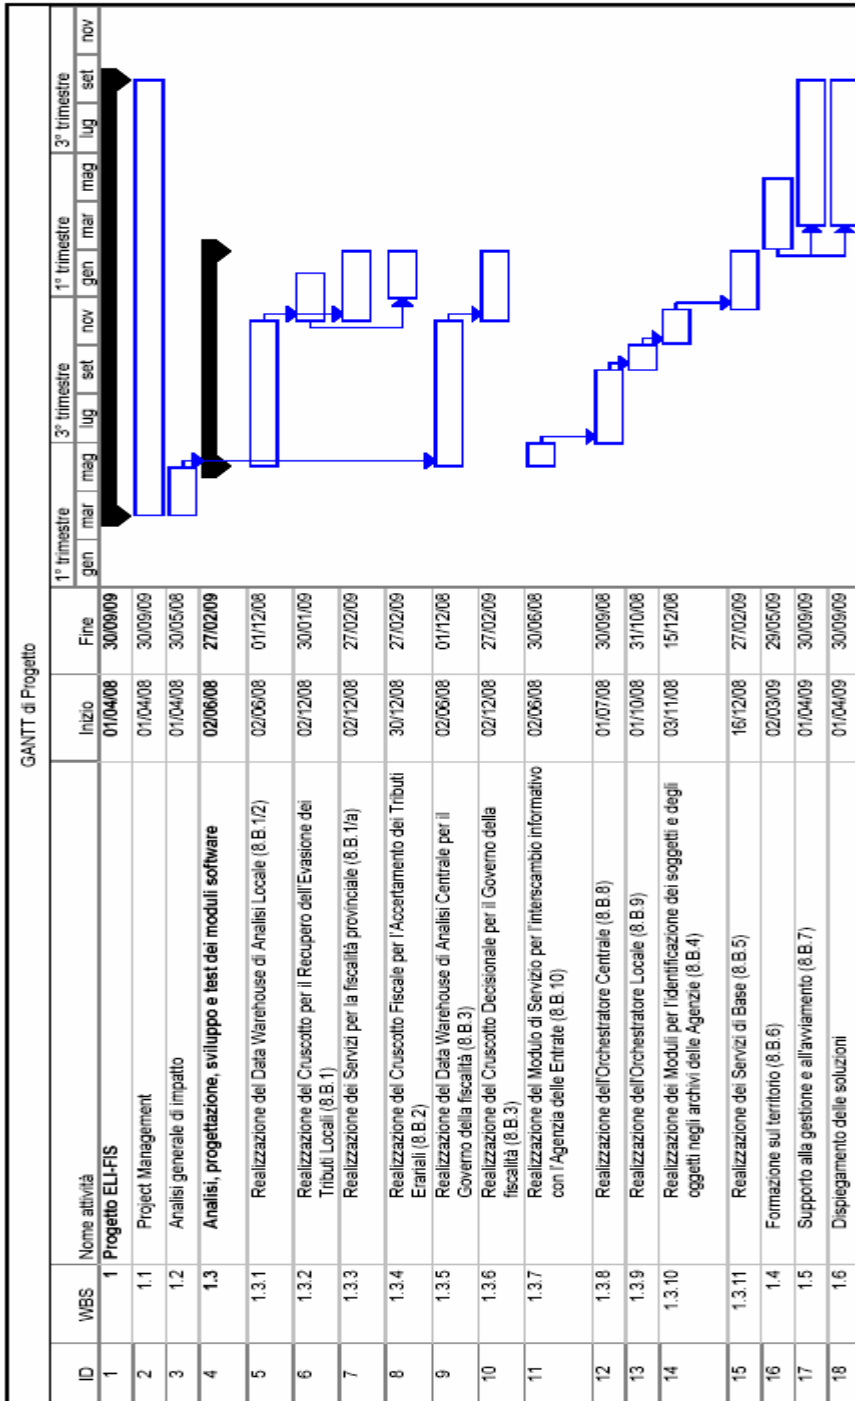 GANTT di Progetto
ID WBS Nome attività Inizio Fine 1° trimestre 3° trimestre 1° trimestre 3° trimestre
gen mar mag lug set nov gen mar mag lug set nov
1 1 Progetto ELI-FIS 01/04/08 30/09/09
2 1.1 Project Management 01/04/08 30/09/09
3 1.2 Analisi generale di impatto 01/04/08 30/05/08
4 1.3 Analisi, progettazione, sviluppo e test dei moduli software 02/06/08 27/02/09
5 1.3.1 Realizzazione del Data Warehouse di Analisi Locale (8.B.1/2) 02/06/08 01/12/08
6 1.3.2 Realizzazione del Cruscotto per il Recupero dell'Evasione dei 02/12/08 30/01/09
Tributi Locali (8.B.1)
7 1.3.3 Realizzazione dei Servizi per la fiscalità provinciale (8.B.1/a) 02/12/08 27/02/09
8 1.3.4 Realizzazione del Cruscotto Fiscale per l'Accertamento dei Tributi 30/12/08 27/02/09
Erariali (8.B.2)
9 1.3.5 Realizzazione del Data Warehouse di Analisi Centrale per il 02/06/08 01/12/08
Governo della fiscalità (8.B.3)
10 1.3.6 Realizzazione del Cruscotto Decisionale per il Governo della 02/12/08 27/02/09
fiscalità (8.B.3)
11 1.3.7 Realizzazione del Modulo di Servizio per l'interscambio informativo 02/06/08 30/06/08
con l'Agenzia delle Entrate (8.B.10)
12 1.3.8 Realizzazione dell'Orchestratore Centrale (8.B.8) 01/07/08 30/09/08
13 1.3.9 Realizzazione dell'Orchestratore Locale (8.B.9) 01/10/08 31/10/08
14 1.3.10 Realizzazione dei Moduli per l'identificazione dei soggetti e degli 03/11/08 15/12/08
oggetti negli archivi delle Agenzie (8.B.4)
15 1.3.11 Realizzazione dei Servizi di Base (8.B.5) 16/12/08 27/02/09
16 1.4 Formazione sul territorio (8.B.6) 02/03/09 29/05/09
17 1.5 Supporto alla gestione e all'avviamento (8.B.7) 01/04/09 30/09/09
18 1.6 Dispiegamento delle soluzioni 01/04/09 30/09/09